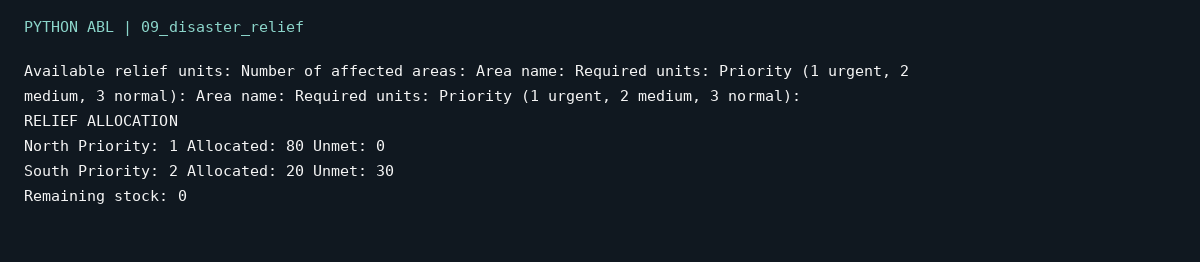 PYTHON ABL | 09_disaster_relief
Available relief units: Number of affected areas: Area name: Required units: Priority (1 urgent, 2
medium, 3 normal): Area name: Required units: Priority (1 urgent, 2 medium, 3 normal):
RELIEF ALLOCATION
North Priority: 1 Allocated: 80 Unmet: 0
South Priority: 2 Allocated: 20 Unmet: 30
Remaining stock: 0